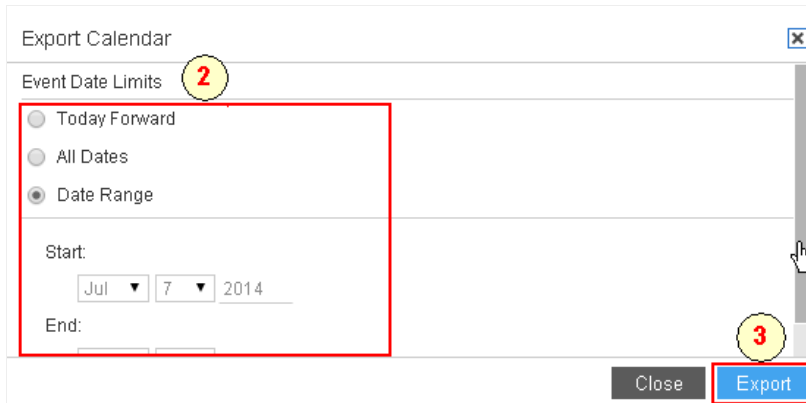 Export Calendar
Event Date Limits 2
Today Forward
All Dates
Date Range
Start:
Jul 7 2014
End:
3
Close Export